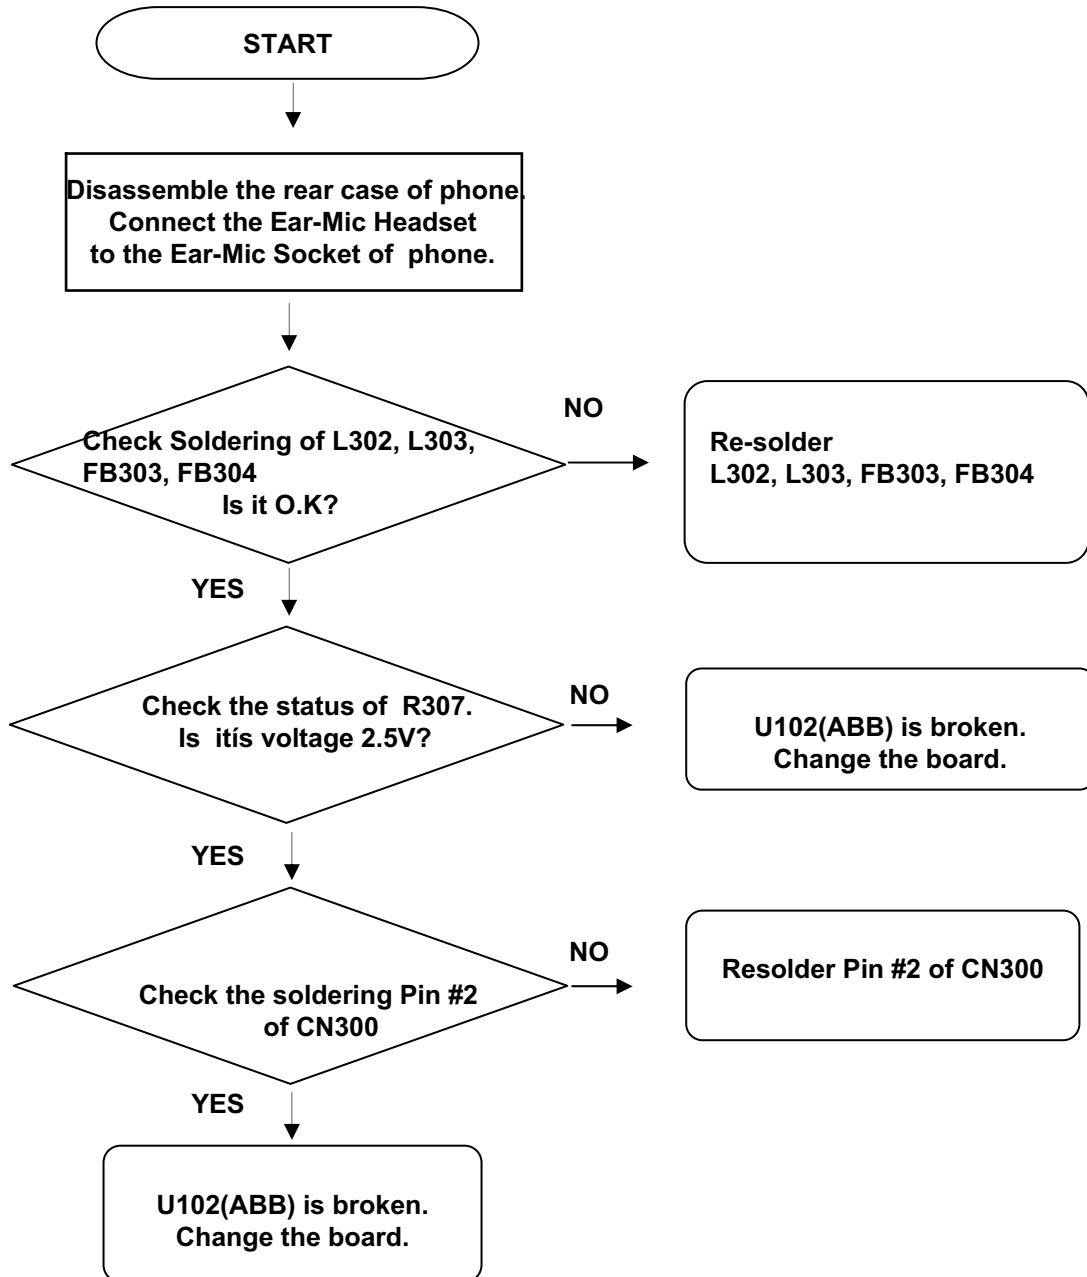 START
Disassemble the rear case of phone.
Connect the Ear-Mic Headset
to the Ear-Mic Socket of phone.
Check Soldering of L302, L303,
FB303, FB304
Is it O.K?
NO
Re-solder
L302, L303, FB303, FB304
YES
Check the status of R307.
Is itís voltage 2.5V?
NO
U102(ABB) is broken.
Change the board.
YES
Check the soldering Pin #2
of CN300
NO
Resolder Pin #2 of CN300
YES
U102(ABB) is broken.
Change the board.